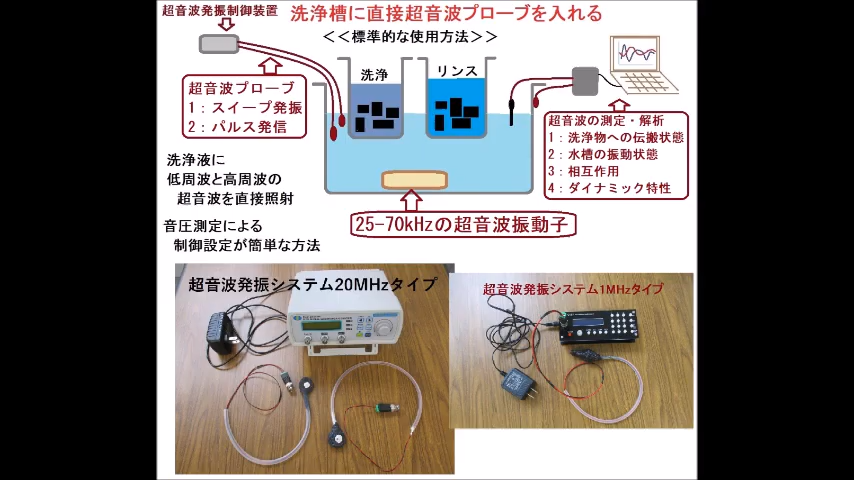 超音波発振制御装置
洗浄槽に直接超音波プローブを入れる
＜＜標準的な使用方法＞＞
洗浄
リンス
超音波プローブ
1：スイープ発振
2：パルス発信
超音波の測定・解析
1：洗浄物への伝搬状態
2：水槽の振動状態
3：相互作用
4：ダイナミック特性
洗浄液に
低周波と高周波の
超音波を直接照射
音圧測定による
制御設定が簡単な方法
25-70kHzの超音波振動子
超音波発振システム20MHzタイプ
超音波発振システム1MHzタイプ